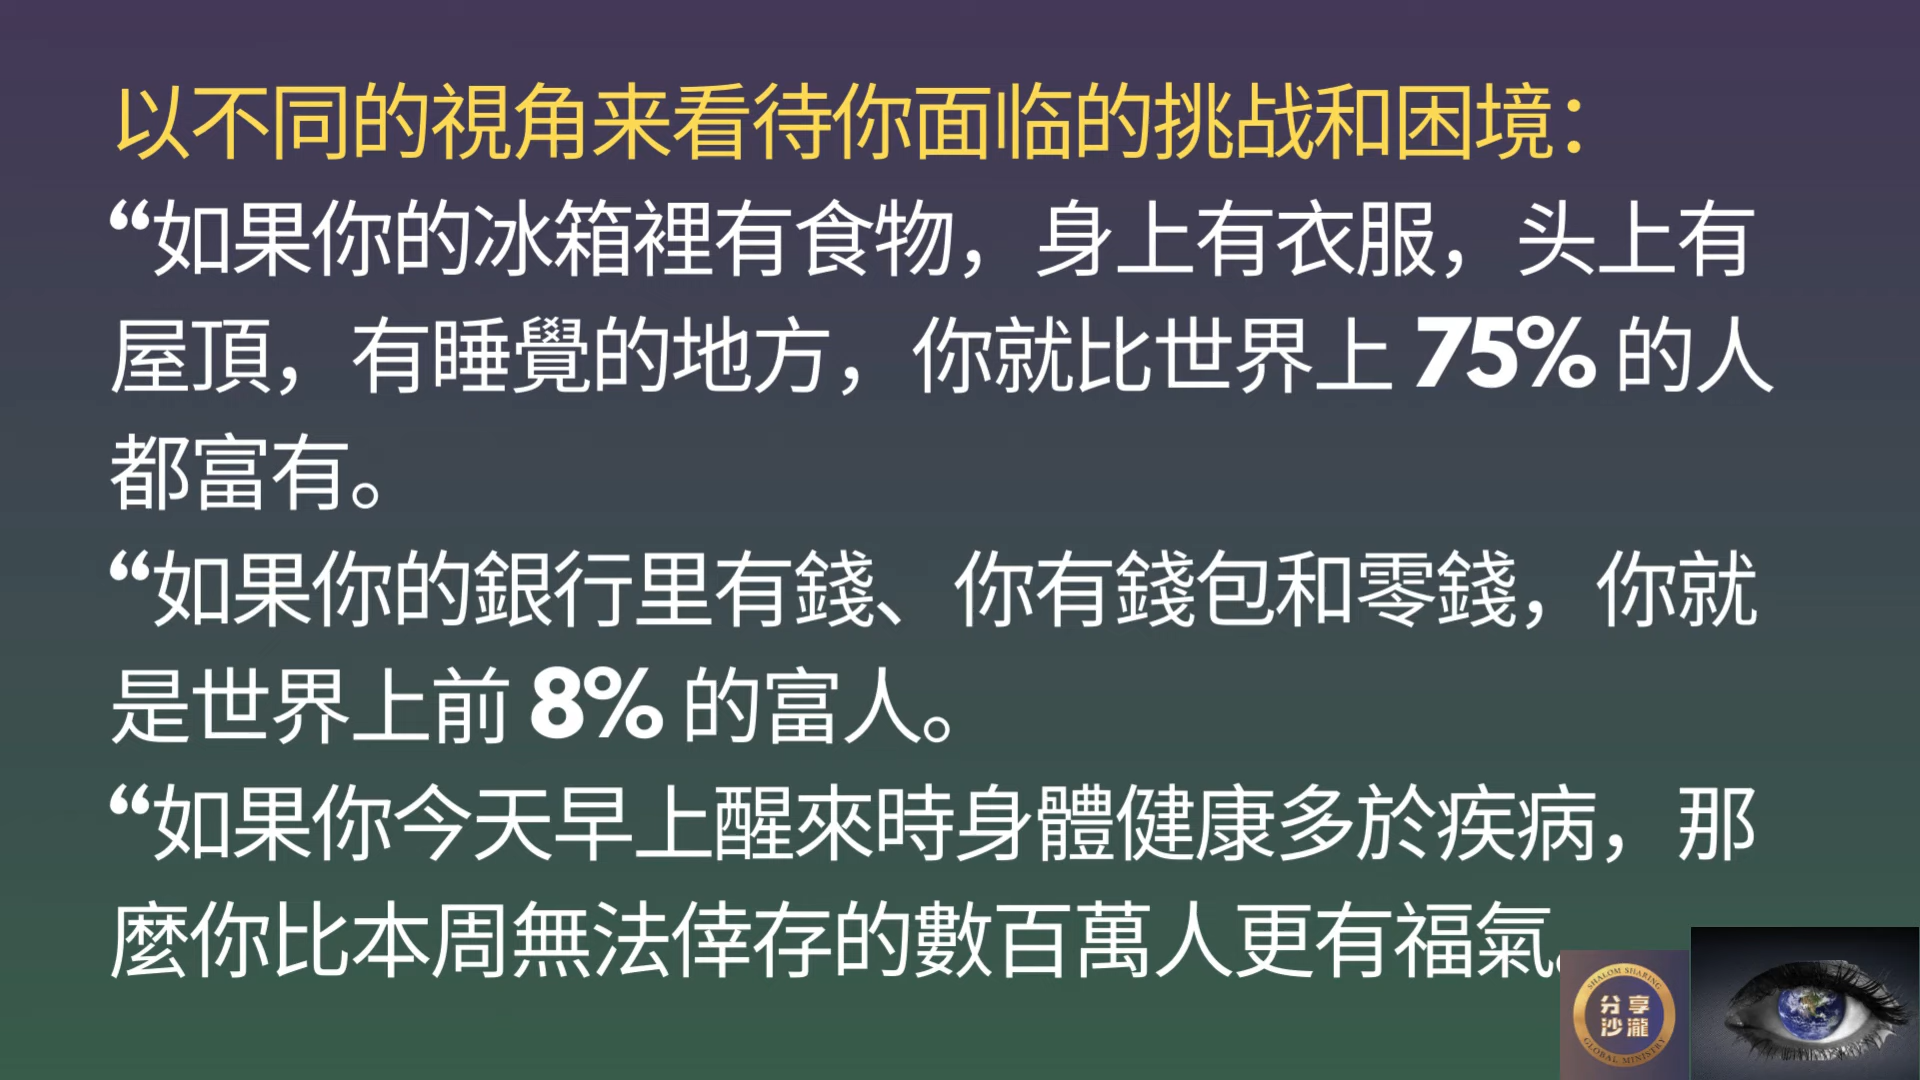 以不同的視角来看待你面临的挑战和困境：
“如果你的冰箱裡有食物，身上有衣服，头上有
屋頂，有睡覺的地方，你就比世界上 75% 的人
都富有。
“如果你的銀行里有錢、你有錢包和零錢，你就
是世界上前 8% 的富人。
“如果你今天早上醒來時身體健康多於疾病，那
麼你比本周無法倖存的數百萬人更有福氣。
SHALOM SHARING
分享
沙瀧
GLOBAL MINISTRY